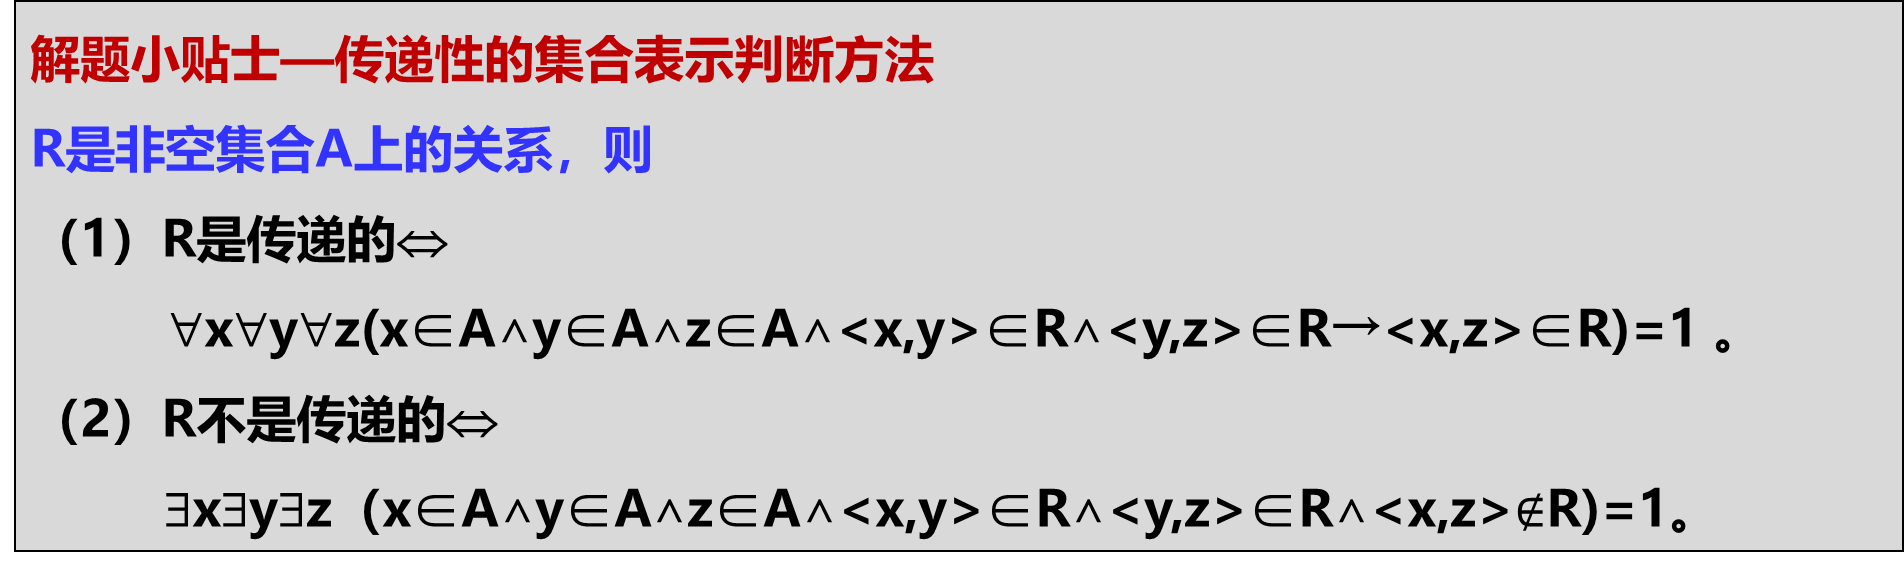 解题小贴士—传递性的集合表示判断方法
R是非空集合A上的关系，则
（1）R是传递的⇔
∀x∀y∀z(x∈A∧y∈A∧z∈A∧<x,y>∈R∧<y,z>∈R→<x,z>∈R)=1 。
（2）R不是传递的⇔
∃x∃y∃z（x∈A∧y∈A∧z∈A∧<x,y>∈R∧<y,z>∈R∧<x,z>∉R)=1。